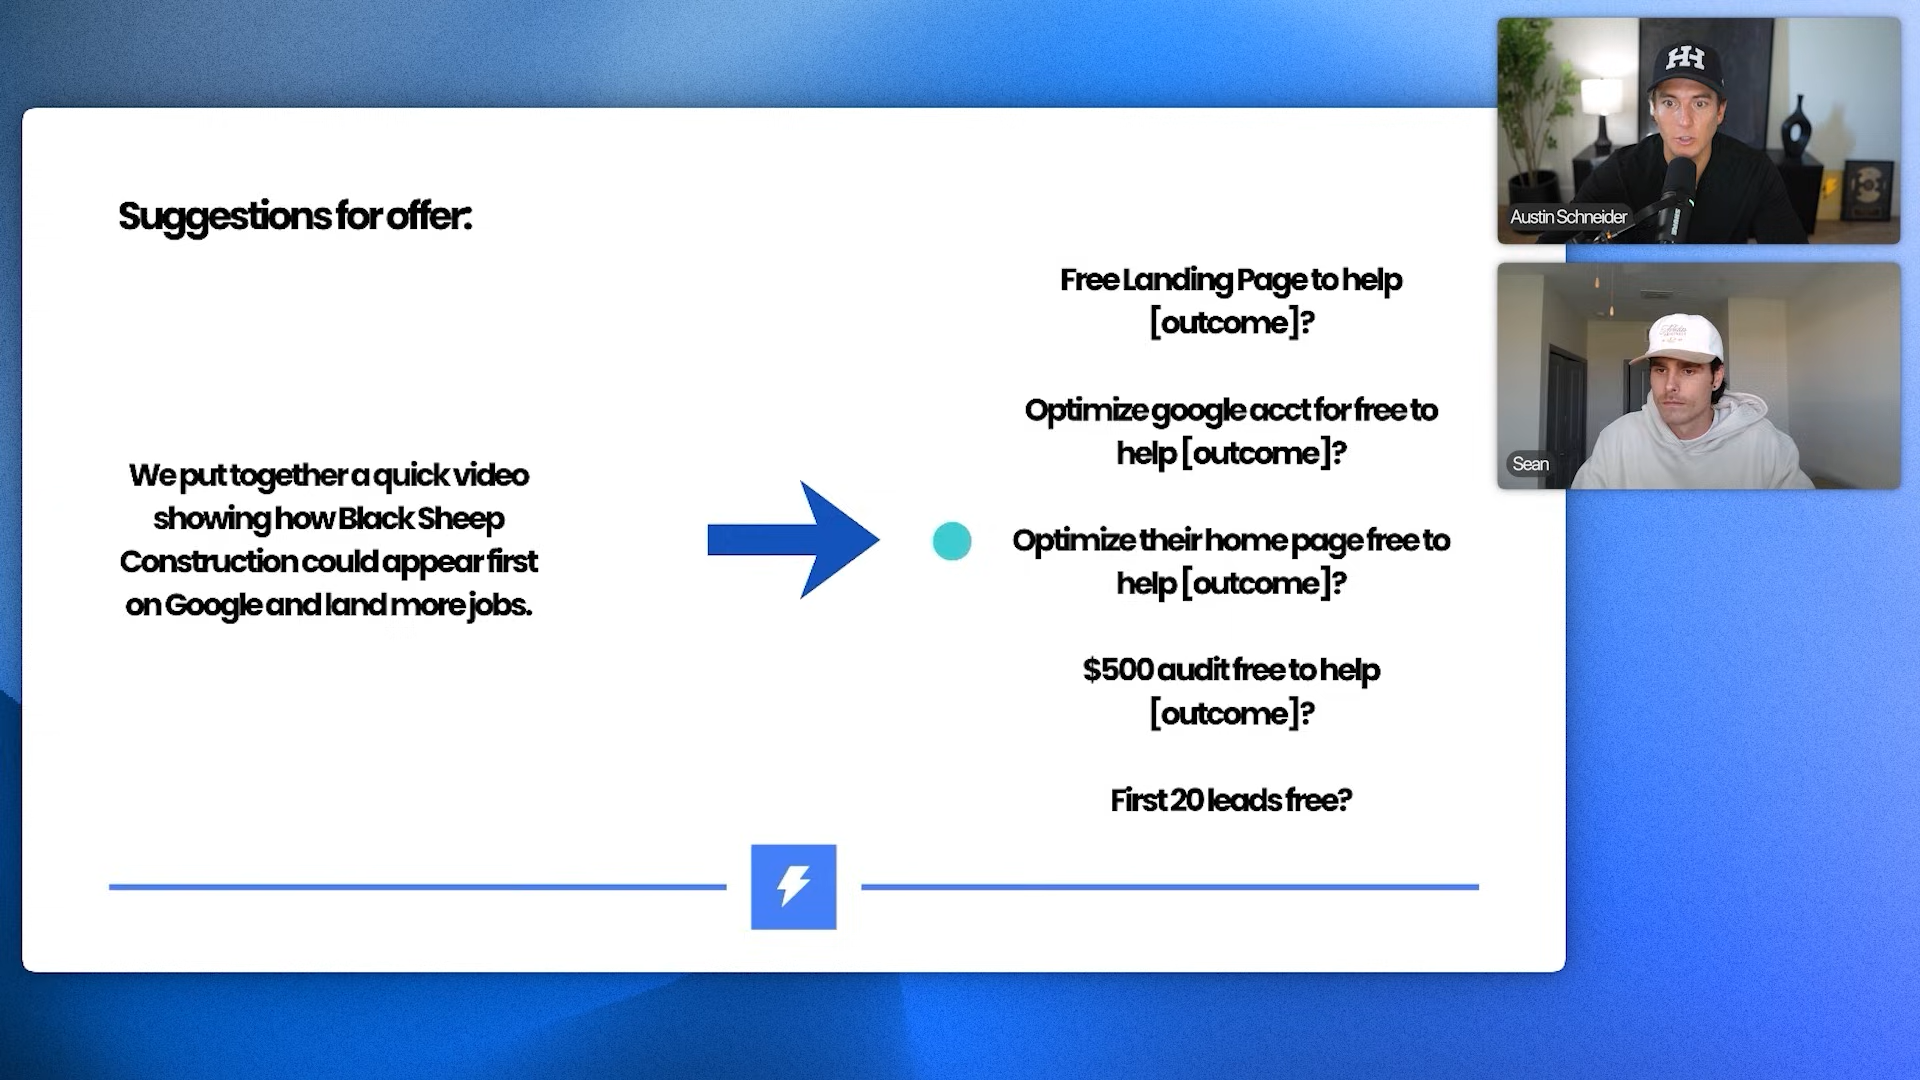 Suggestions for offer:
We put together a quick video
showing how Black Sheep
Construction could appear first
on Google and land more jobs.
Free Landing Page to help
[outcome]?
Optimize google acct for free to
help [outcome]?
Optimize their home page free to
help [outcome]?
$500 audit free to help
[outcome]?
First 20 leads free?
Austin Schneider
Sean